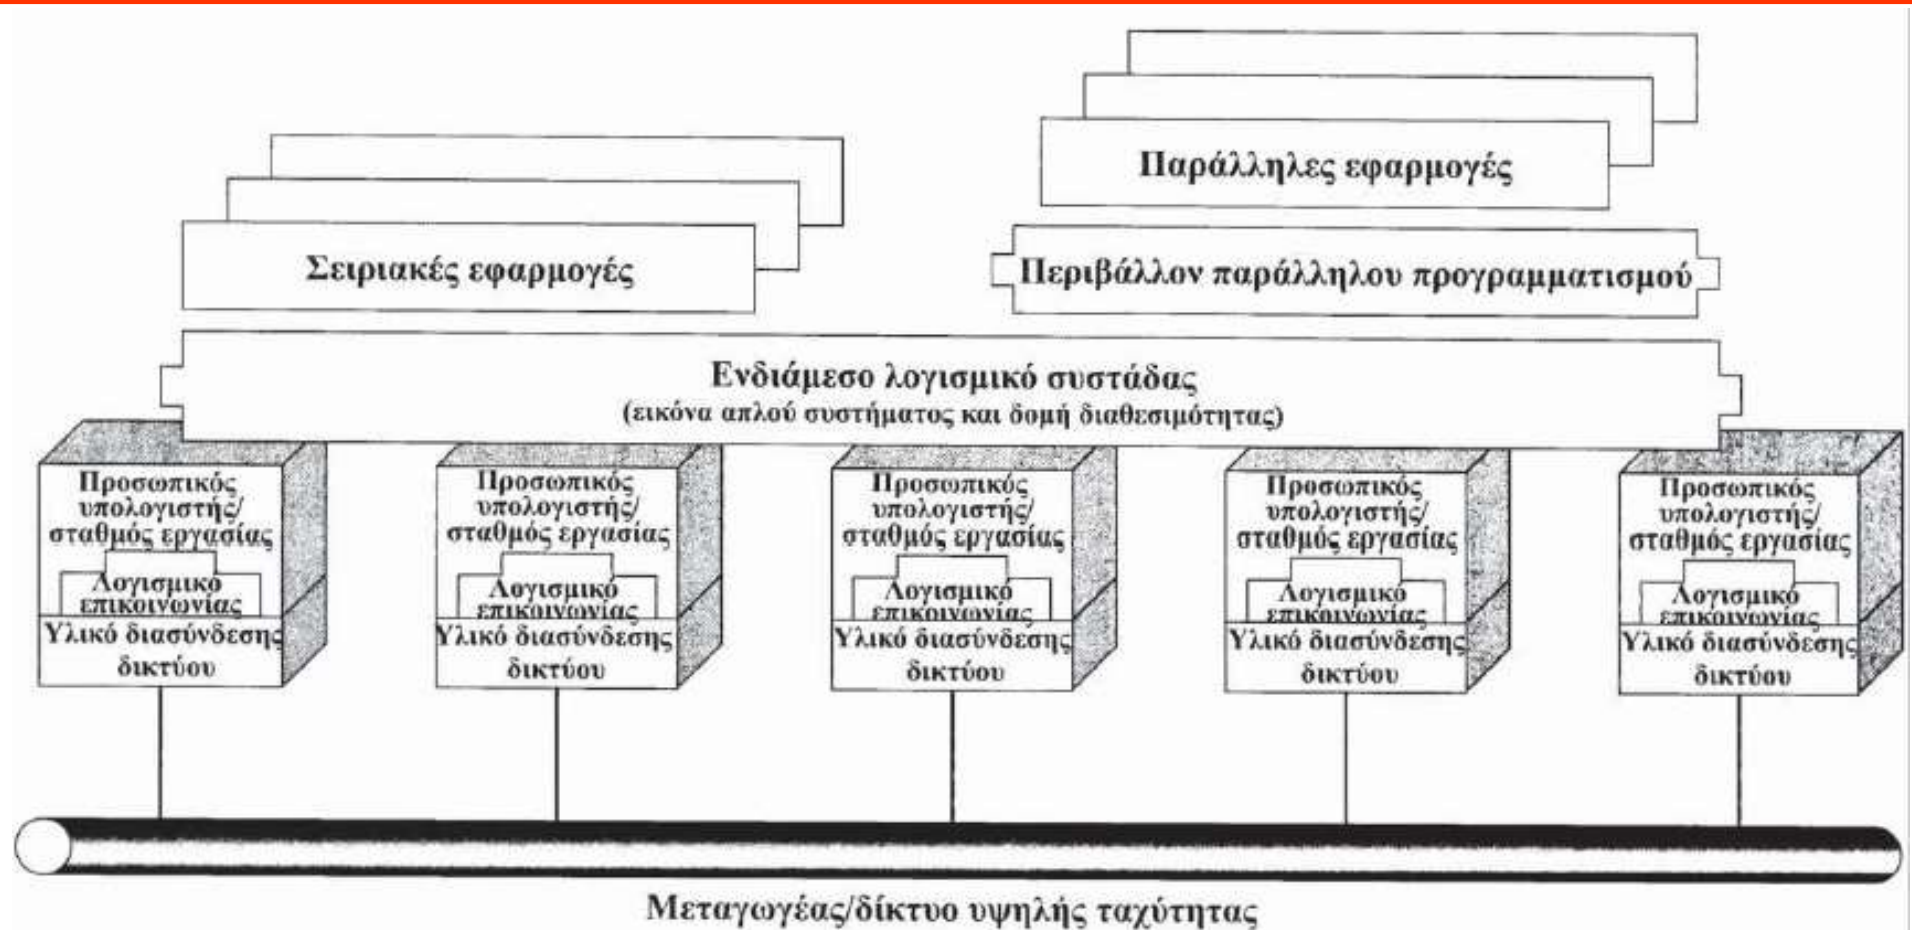 Παράλληλες εφαρμογές
Σειριακές εφαρμογές
Περιβάλλον παράλληλου προγραμματισμού
Ενδιάμεσο λογισμικό συστάδας
(εικόνα απλού συστήματος και δομή διαθεσιμότητας)
Προσωπικός
υπολογιστής/
σταθμός εργασίας
Λογισμικό
επικοινωνίας
Υλικό διασύνδεσης
δικτύου
Προσωπικός
υπολογιστής/
σταθμός εργασίας
Λογισμικό
επικοινωνίας
Υλικό διασύνδεσης
δικτύου
Προσωπικός
υπολογιστής/
σταθμός εργασίας
Λογισμικό
επικοινωνίας
Υλικό διασύνδεσης
δικτύου
Προσωπικός
υπολογιστής/
σταθμός εργασίας
Λογισμικό
επικοινωνίας
Υλικό διασύνδεσης
δικτύου
Προσωπικός
υπολογιστής/
σταθμός εργασίας
Λογισμικό
επικοινωνίας
Υλικό διασύνδεσης
δικτύου
Μεταγωγέας/δίκτυο υψηλής ταχύτητας